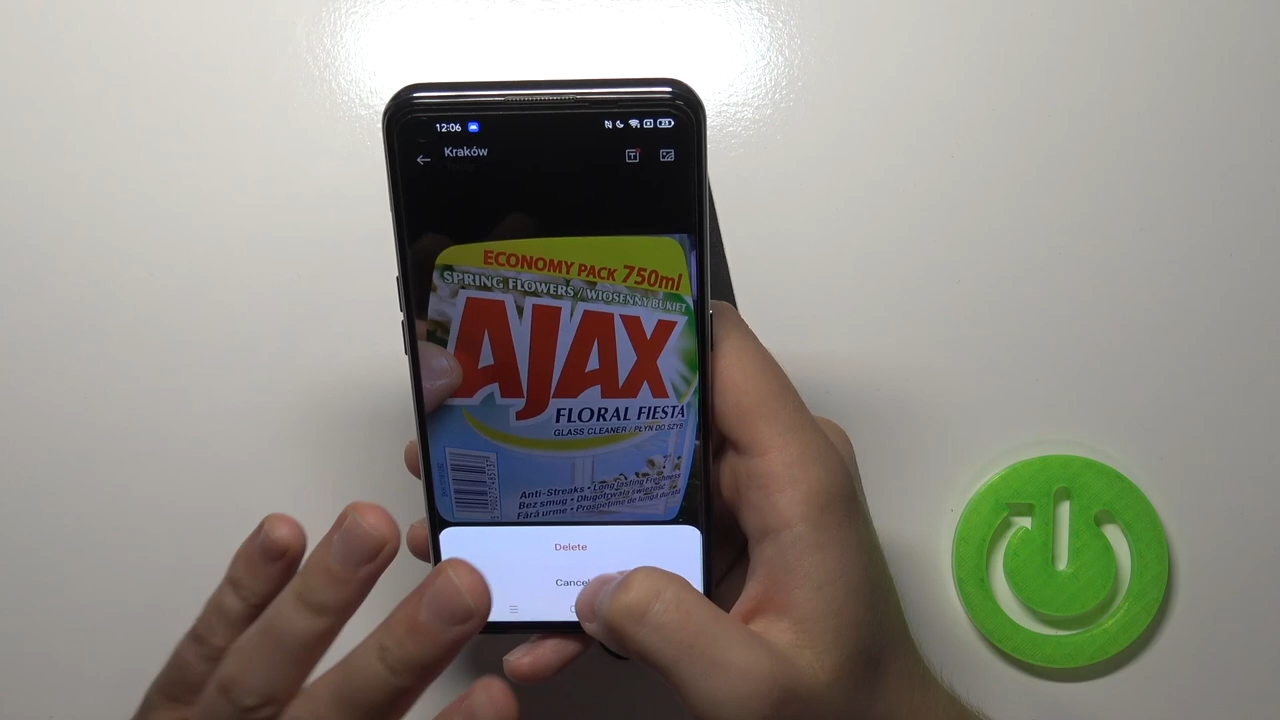 12:06
Kraków
ECONOMY PACK 750ml
SPRING FLOWERS / WIOSENNY BUKIET
AJAX
FLORAL FIESTA
GLASS CLEANER / PŁYN DO SZYB
Anti-Streaks • Long lasting Freshness
Bez smug • Długotrwała świeżość
Fără urme • Prospeţime de lungă durată
Delete
Cancel